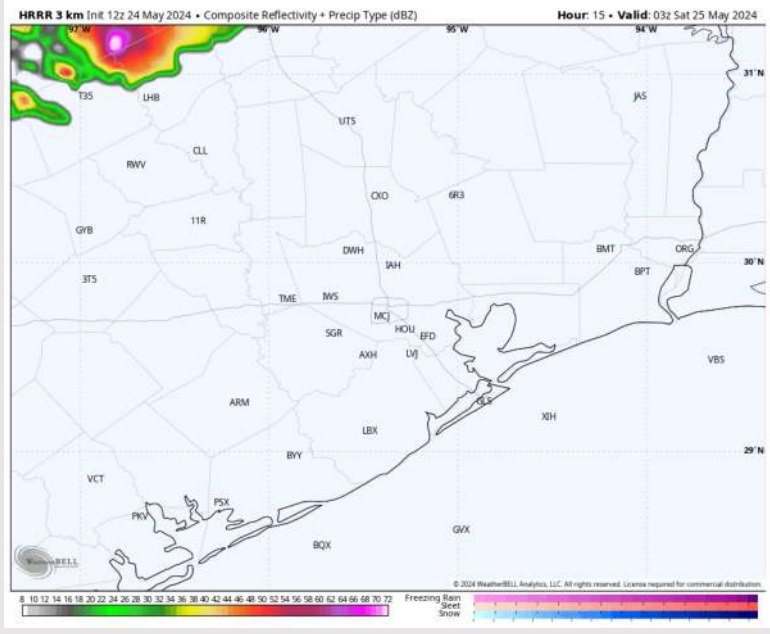 HRRR 3 km Init 12z 24 May 2024 • Composite Reflectivity + Precip Type (dBZ) Hour: 15 • Valid: 03z Sat 25 May 2024
97°W 96°W 95°W 94°W
31°N
T35 LHB JAS
UTS
CLL
RWV
CXO 6R3
11R
GYB
DWH BMT ORG
IAH 30°N
BPT
3T5
TME IWS
MCJ
SGR HOU EFD
AXH LVJ
VBS
ARM GLS
XIH
LBX
BYY 29°N
VCT
PSX
PKV
GVX
BQX
WeatherBELL
© 2024 WeatherBELL Analytics, LLC. All rights reserved. License required for commercial distribution.
8 10 12 14 16 18 20 22 24 26 28 30 32 34 36 38 40 42 44 46 48 50 52 54 56 58 60 62 64 66 68 70 72
Freezing Rain
Sleet
Snow